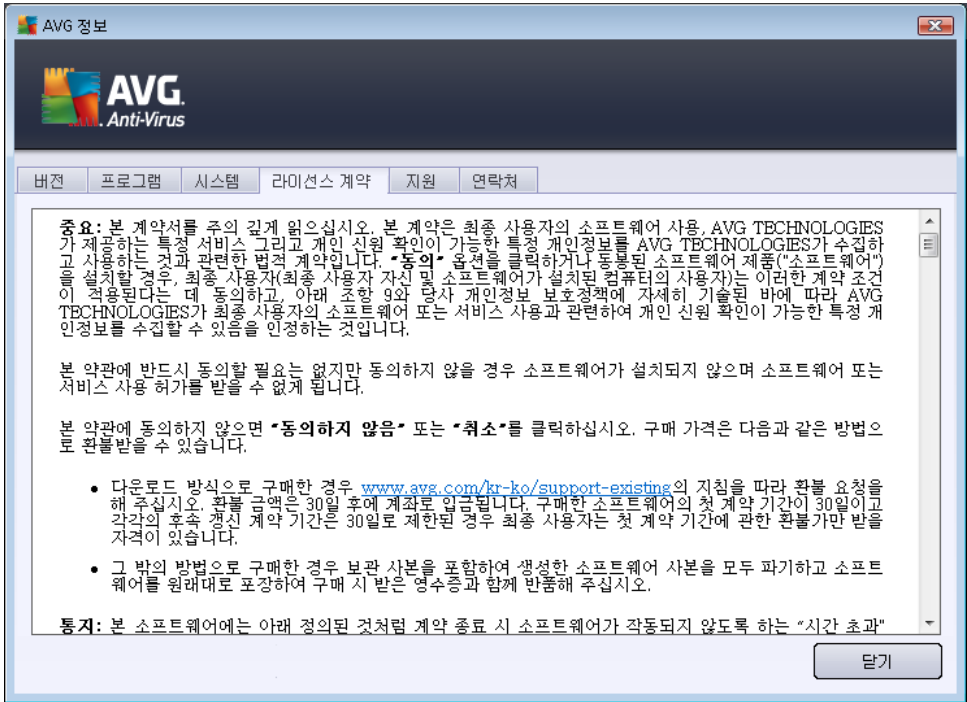 AVG 정보
AVG.
Anti-Virus
버전 프로그램 시스템 라이선스 계약 지원 연락처
중요: 본 계약서를 주의 깊게 읽으십시오. 본 계약은 최종 사용자의 소프트웨어 사용, AVG TECHNOLOGIES
가 제공하는 특정 서비스 그리고 개인 신원 확인이 가능한 특정 개인정보를 AVG TECHNOLOGIES가 수집하
고 사용하는 것과 관련한 법적 계약입니다. "동의" 옵션을 클릭하거나 동봉된 소프트웨어 제품("소프트웨어")
을 설치할 경우, 최종 사용자(최종 사용자 자신 및 소프트웨어가 설치된 컴퓨터의 사용자)는 이러한 계약 조건
이 적용된다는 데 동의하고, 아래 조항 9와 당사 개인정보 보호정책에 자세히 기술된 바에 따라 AVG
TECHNOLOGIES가 최종 사용자의 소프트웨어 또는 서비스 사용과 관련하여 개인 신원 확인이 가능한 특정 개
인정보를 수집할 수 있음을 인정하는 것입니다.
본 약관에 반드시 동의할 필요는 없지만 동의하지 않을 경우 소프트웨어가 설치되지 않으며 소프트웨어 또는
서비스 사용 허가를 받을 수 없게 됩니다.
본 약관에 동의하지 않으면 "동의하지 않음" 또는 "취소"를 클릭하십시오. 구매 가격은 다음과 같은 방법으
로 환불받을 수 있습니다.
• 다운로드 방식으로 구매한 경우 www.avg.com/kr-ko/support-existing의 지침을 따라 환불 요청을
해 주십시오. 환불 금액은 30일 후에 계좌로 입금됩니다. 구매한 소프트웨어의 첫 계약 기간이 30일이고
각각의 후속 갱신 계약 기간은 30일로 제한된 경우 최종 사용자는 첫 계약 기간에 관한 환불가만 받을
자격이 있습니다.
• 그 밖의 방법으로 구매한 경우 보관 사본을 포함하여 생성한 소프트웨어 사본을 모두 파기하고 소프트
웨어를 원래대로 포장하여 구매 시 받은 영수증과 함께 반품해 주십시오.
통지: 본 소프트웨어에는 아래 정의된 것처럼 계약 종료 시 소프트웨어가 작동되지 않도록 하는 "시간 초과"
닫기